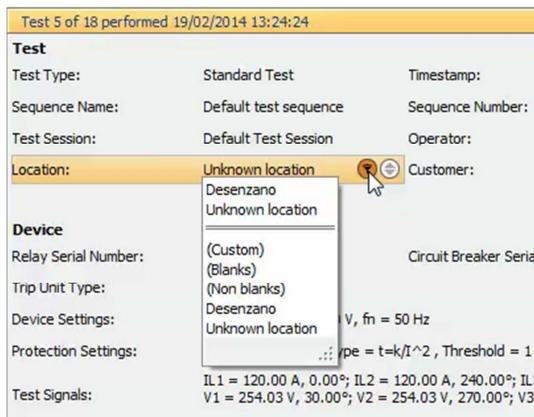 Test 5 of 18 performed 19/02/2014 13:24:24
Test
Test Type: Standard Test Timestamp:
Sequence Name: Default test sequence Sequence Number:
Test Session: Default Test Session Operator:
Location: Unknown location Customer:
Desenzano
Unknown location
(Custom)
(Blanks)
(Non blanks)
Desenzano
Unknown location
Device
Relay Serial Number: Circuit Breaker Seria
Trip Unit Type:
Device Settings: V, fn = 50 Hz
Protection Settings: ype = t=k/I^2 , Threshold = 1
Test Signals: IL1 = 120.00 A, 0.00°; IL2 = 120.00 A, 240.00°; IL
V1 = 254.03 V, 30.00°; V2 = 254.03 V, 270.00°; V3